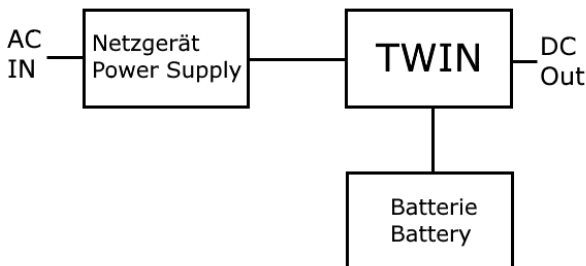 AC
IN
Netzgerät
Power Supply
TWIN
DC
Out
Batterie
Battery